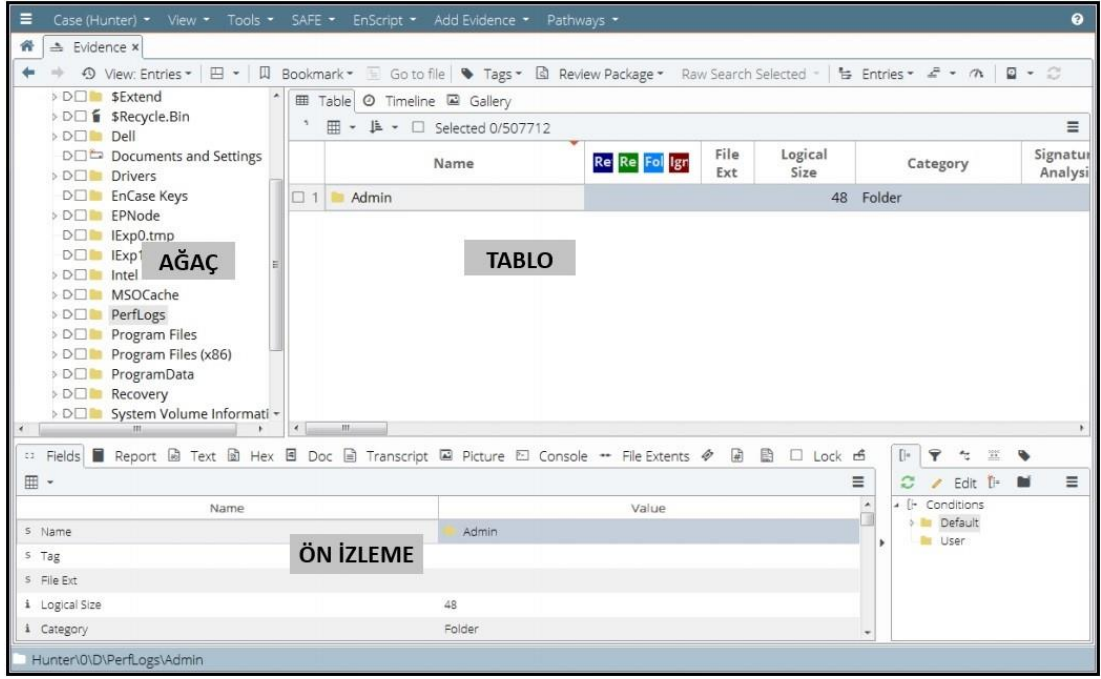 Case (Hunter) View Tools SAFE EnScript Add Evidence Pathways ?
Evidence x
View: Entries Bookmark Go to file Tags Review Package Raw Search Selected Entries
$Extend
$Recycle.Bin
Dell
Documents and Settings
Drivers
EnCase Keys
EPNode
IExp0.tmp
IExp1
Intel
MSOCache
PerfLogs
Program Files
Program Files (x86)
ProgramData
Recovery
System Volume Informati
AĞAÇ
Table Timeline Gallery
Selected 0/507712
Name Re Re Fol Igr File Ext Logical Size Category Signatur Analysi
1 Admin 48 Folder
TABLO
Fields Report Text Hex Doc Transcript Picture Console File Extents Lock
Name Value
S Name Admin
S Tag
S File Ext
i Logical Size 48
i Category Folder
ÖN İZLEME
Edit
Conditions
Default
User
Hunter\0\D\PerfLogs\Admin